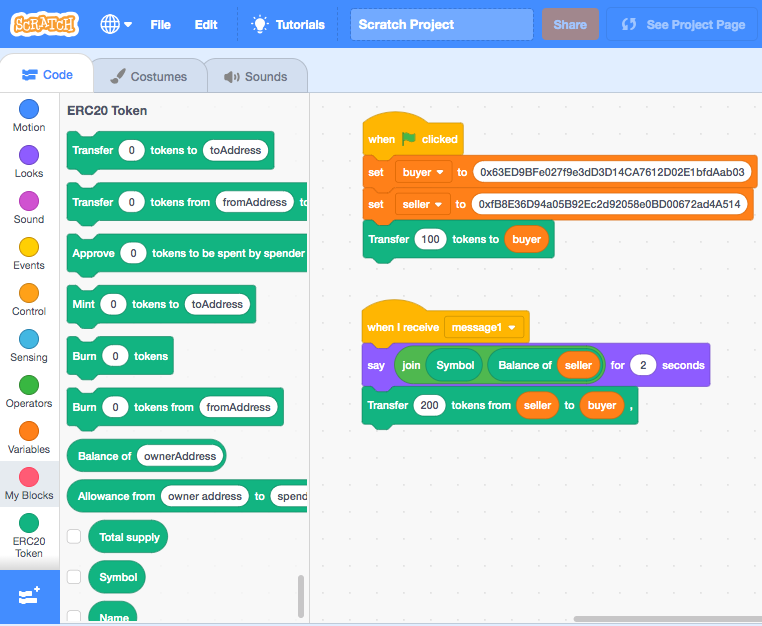 SCRATCH
File
Edit
Tutorials
Scratch Project
Share
See Project Page
Code
Costumes
Sounds
Motion
Looks
Sound
Events
Control
Sensing
Operators
Variables
My Blocks
ERC20
Token
ERC20 Token
Transfer 0 tokens to toAddress
Transfer 0 tokens from fromAddress to
Approve 0 tokens to be spent by spender
Mint 0 tokens to toAddress
Burn 0 tokens
Burn 0 tokens from fromAddress
Balance of ownerAddress
Allowance from owner address to spend
Total supply
Symbol
Name
when clicked
set buyer to 0x63ED9BFe027f9e3dD3D14CA7612D02E1bfdAab03
set seller to 0xfB8E36D94a05B92Ec2d92058e0BD00672ad4A514
Transfer 100 tokens to buyer
when I receive message1
say join Symbol Balance of seller for 2 seconds
Transfer 200 tokens from seller to buyer ,